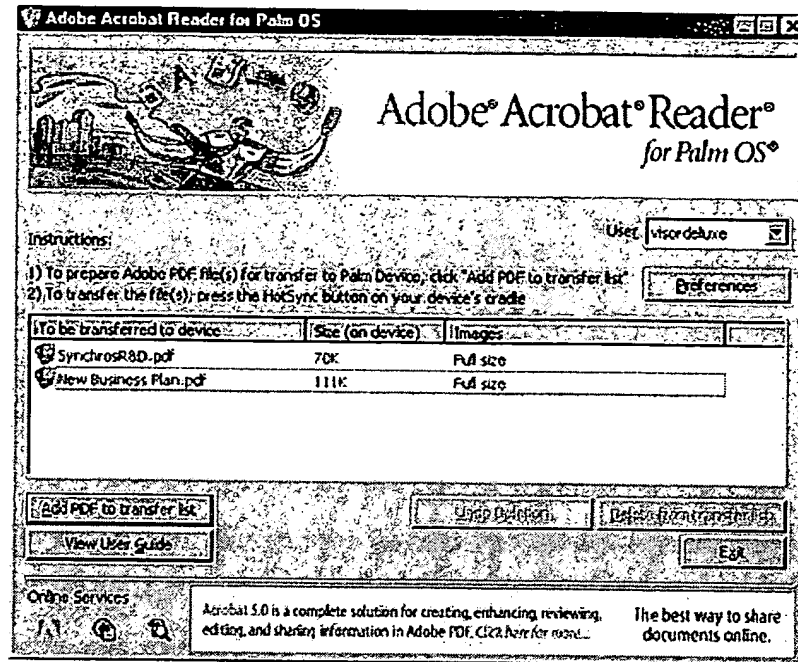 Adobe Acrobat Reader for Palm OS
A
Adobe® Acrobat® Reader®
for Palm OS®
User visordeluxe
Instructions:
1) To prepare Adobe PDF file(s) for transfer to Palm Device, click "Add PDF to transfer list"
2) To transfer the file(s), press the HotSync button on your device's cradle
Preferences
To be transferred to device Size (on device) Images
SynchrosR&D.pdf 70K Full size
New Business Plan.pdf 111K Full size
Add PDF to transfer list Undo Deletion Delete from transfer list
View User Guide Exit
Online Services
Acrobat 5.0 is a complete solution for creating, enhancing, reviewing,
editing, and sharing information in Adobe PDF. Click here for more...
The best way to share
documents online.